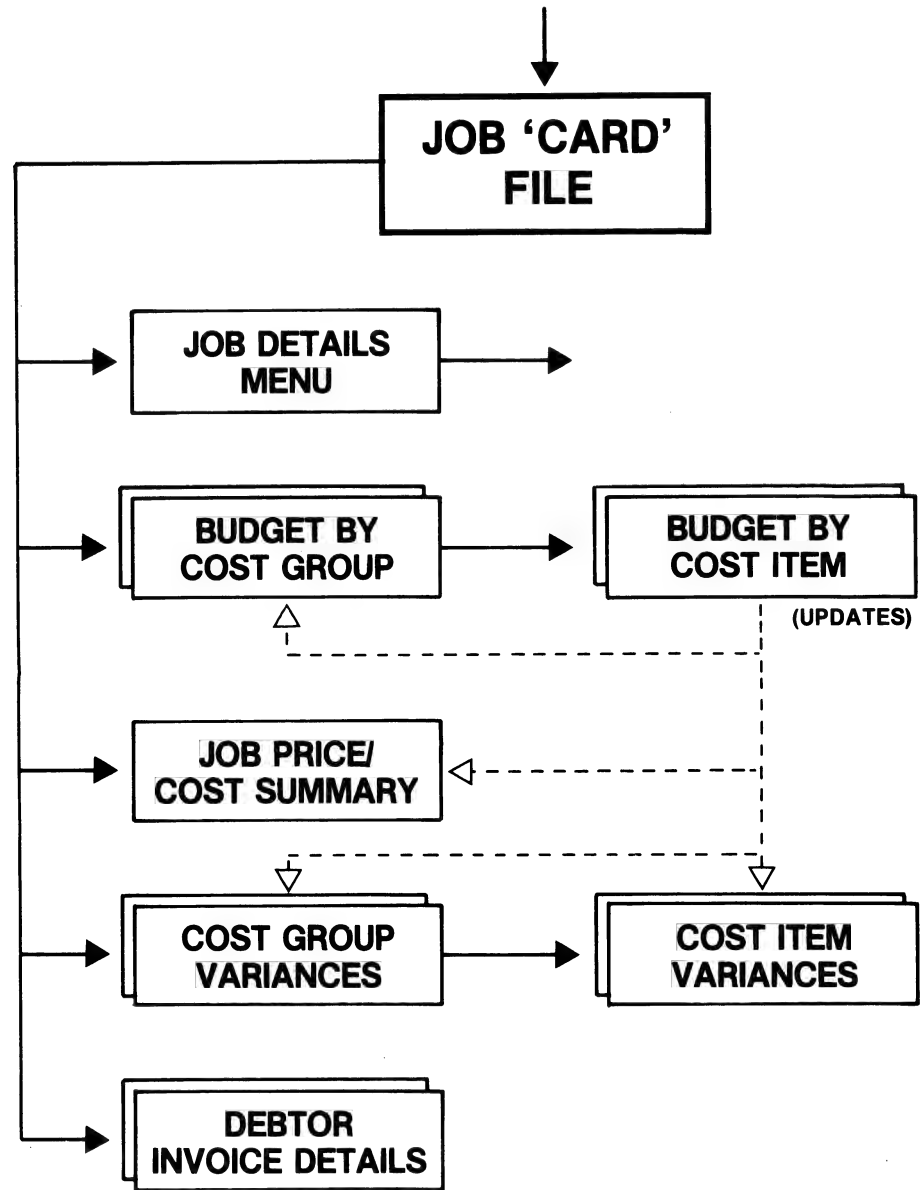 JOB ‘CARD’
FILE
JOB DETAILS
MENU
BUDGET BY
COST GROUP
BUDGET BY
COST ITEM
(UPDATES)
JOB PRICE/
COST SUMMARY
COST GROUP
VARIANCES
COST ITEM
VARIANCES
DEBTOR
INVOICE DETAILS